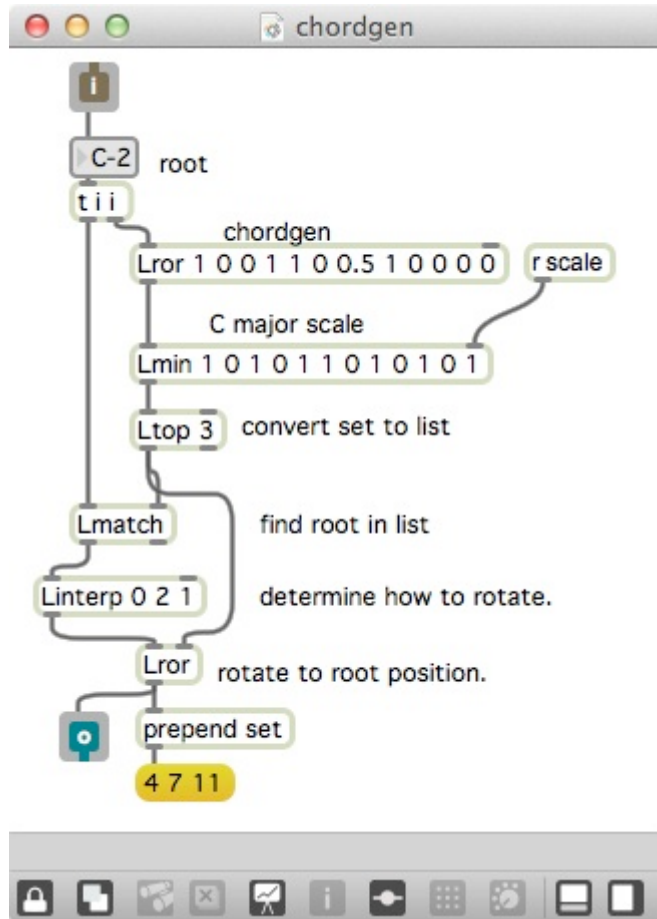 chordgen
i
C-2
root
t i i
chordgen
Lror 1 0 0 1 1 0 0.5 1 0 0 0 0
r scale
C major scale
Lmin 1 0 1 0 1 1 0 1 0 1 0 1
Ltop 3
convert set to list
Lmatch
find root in list
Linterp 0 2 1
determine how to rotate.
Lror
rotate to root position.
prepend set
4 7 11
i